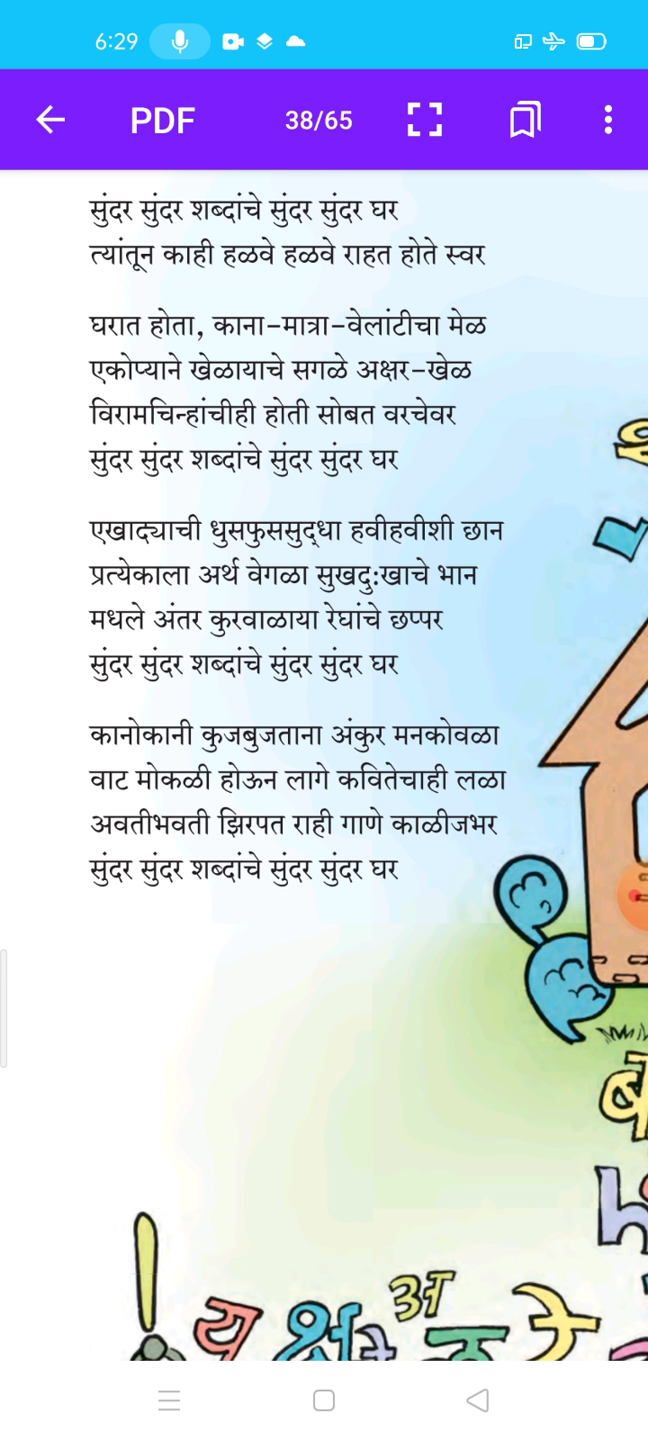 6:29
PDF 38/65
सुंदर सुंदर शब्दांचे सुंदर सुंदर घर
त्यांतून काही हळवे हळवे राहत होते स्वर
घरात होता, काना-मात्रा-वेलांटीचा मेळ
एकोप्याने खेळायाचे सगळे अक्षर-खेळ
विरामचिन्हांचीही होती सोबत वरचेवर
सुंदर सुंदर शब्दांचे सुंदर सुंदर घर
एखाद्याची धुसफुससुद्धा हवीहवीशी छान
प्रत्येकाला अर्थ वेगळा सुखदुःखाचे भान
मधले अंतर कुरवाळाया रेघांचे छप्पर
सुंदर सुंदर शब्दांचे सुंदर सुंदर घर
कानोकानी कुजबुजताना अंकुर मनकोवळा
वाट मोकळी होऊन लागे कवितेचाही लळा
अवतीभवती झिरपत राही गाणे काळीजभर
सुंदर सुंदर शब्दांचे सुंदर सुंदर घर
अ
! य क्ष रे